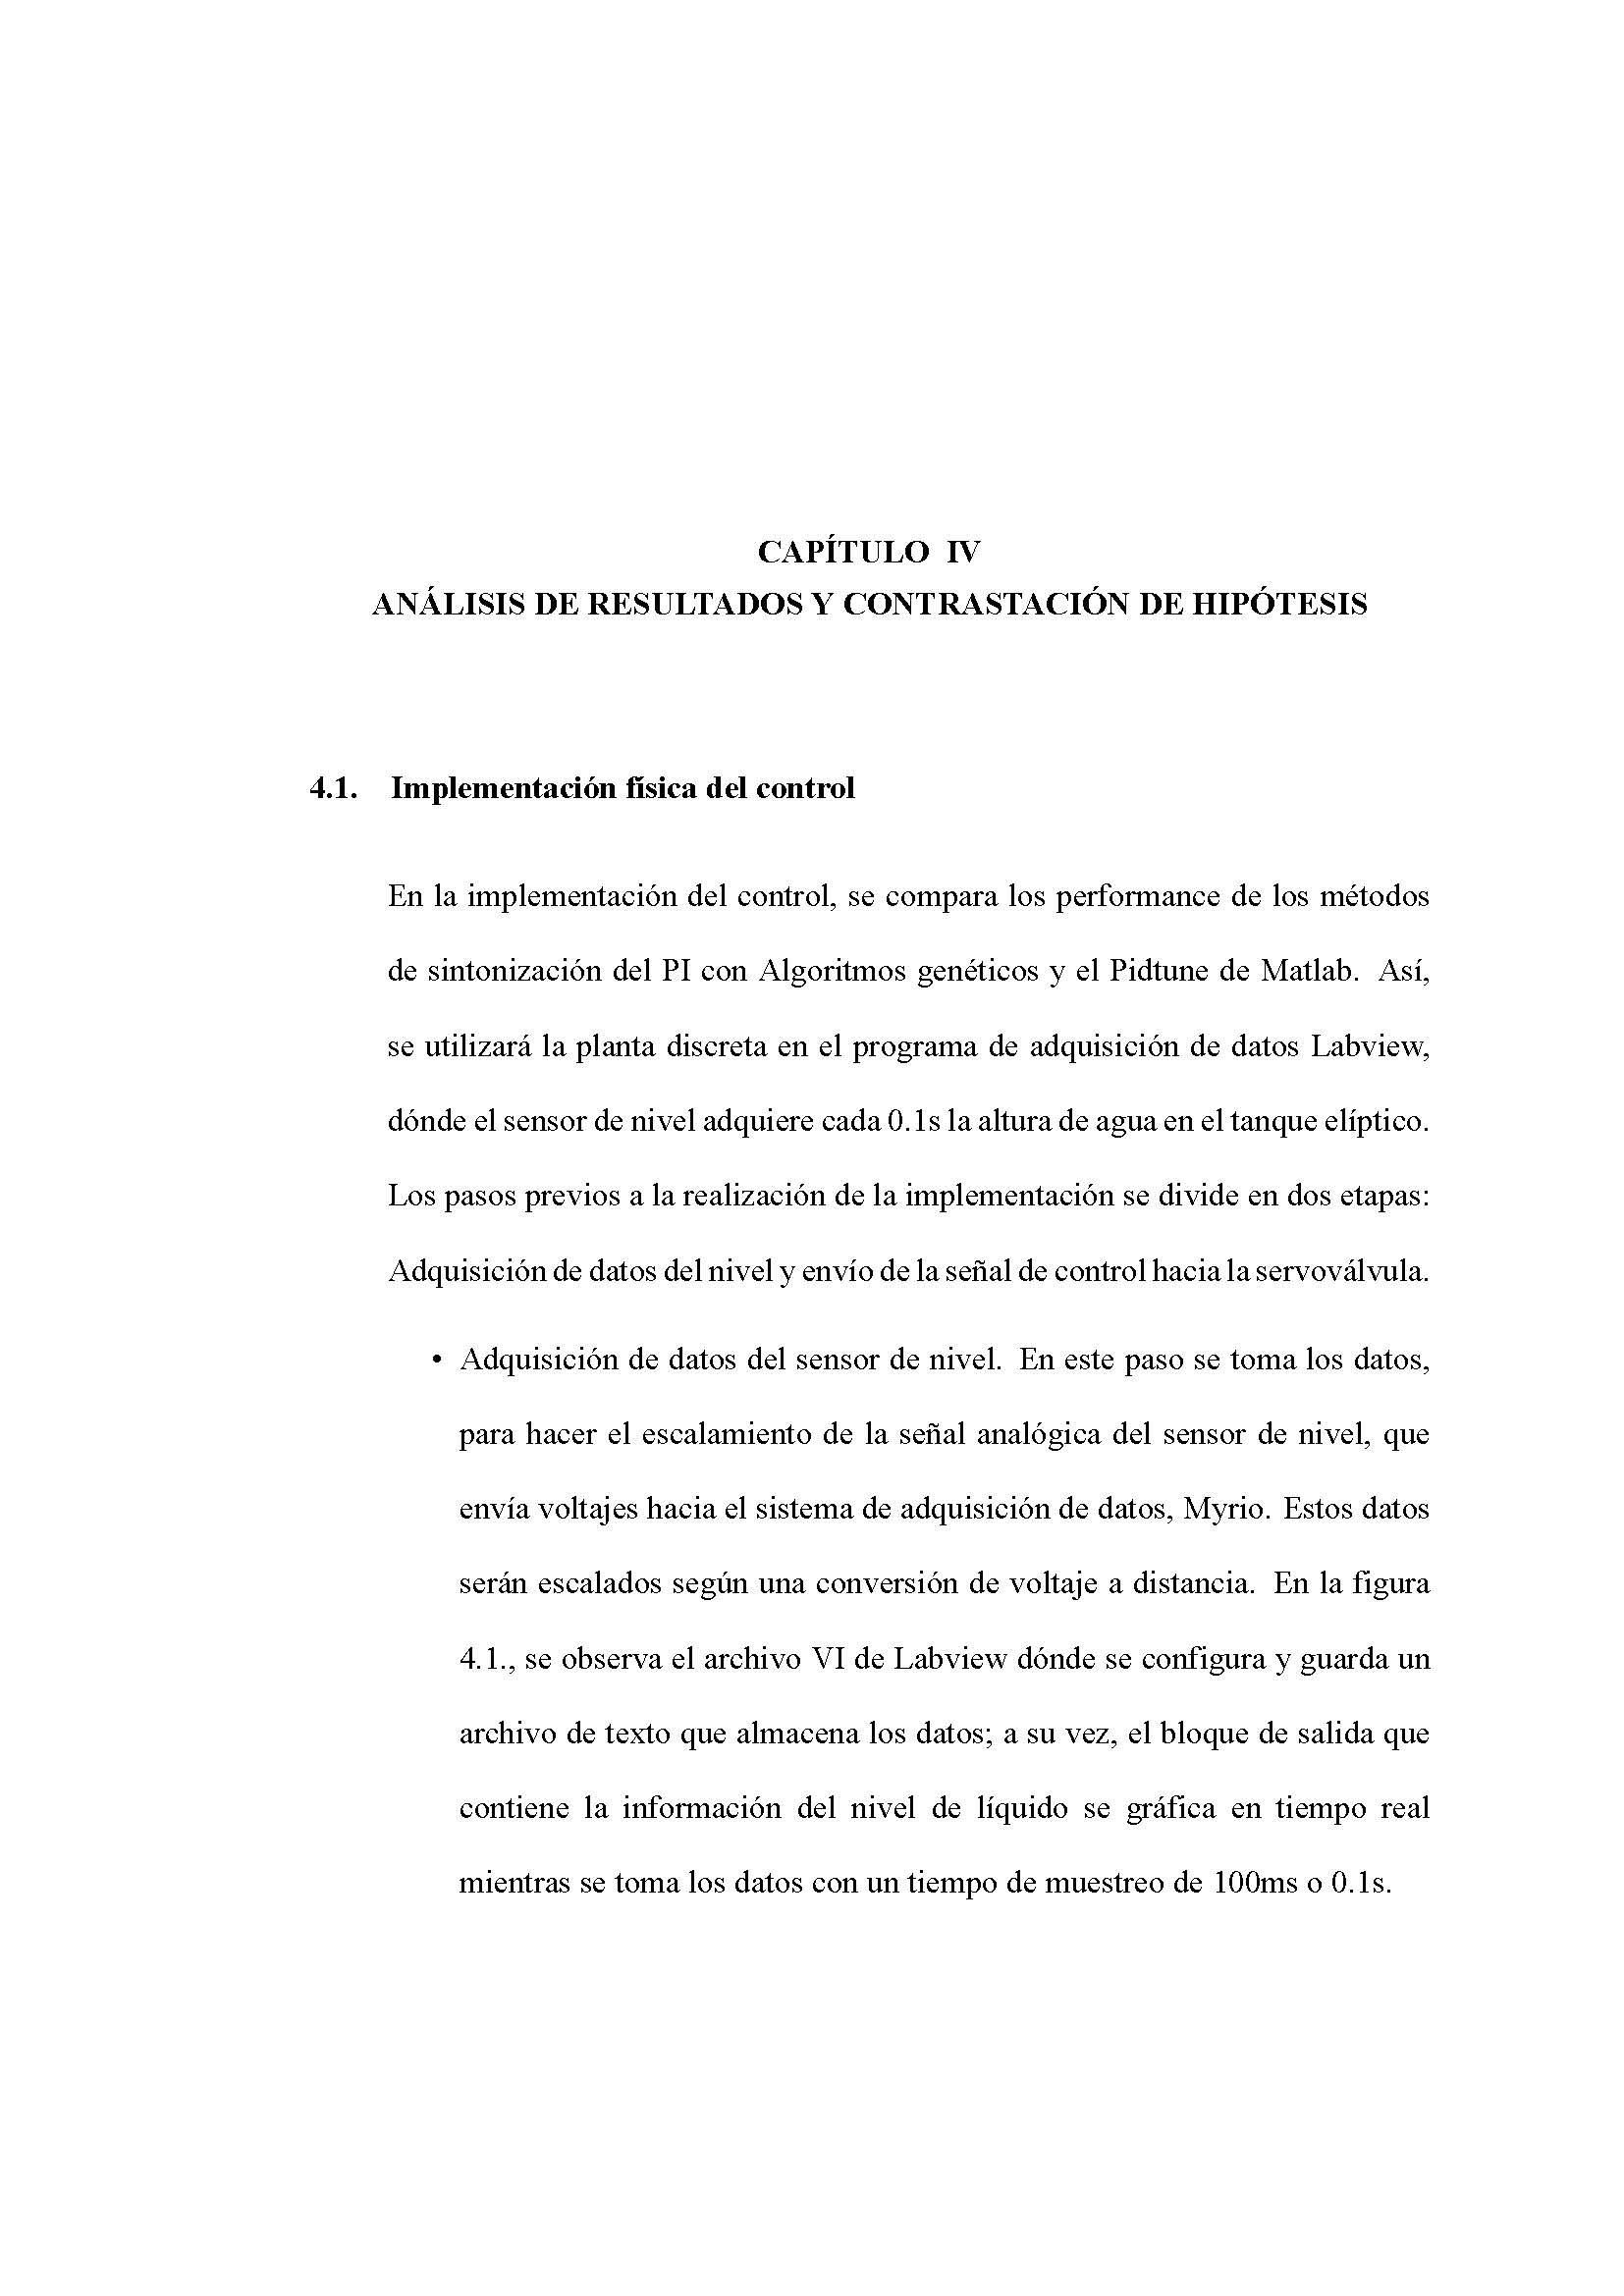 CAPÍTULO IV
ANÁLISIS DE RESULTADOS Y CONTRASTACIÓN DE HIPÓTESIS
4.1. Implementación física del control
En la implementación del control, se compara los performance de los métodos
de sintonización del PI con Algoritmos genéticos y el Pidtune de Matlab. Así,
se utilizará la planta discreta en el programa de adquisición de datos Labview,
dónde el sensor de nivel adquiere cada 0.1s la altura de agua en el tanque elíptico.
Los pasos previos a la realización de la implementación se divide en dos etapas:
Adquisición de datos del nivel y envío de la señal de control hacia la servoválvula.
• Adquisición de datos del sensor de nivel. En este paso se toma los datos,
para hacer el escalamiento de la señal analógica del sensor de nivel, que
envía voltajes hacia el sistema de adquisición de datos, Myrio. Estos datos
serán escalados según una conversión de voltaje a distancia. En la figura
4.1., se observa el archivo VI de Labview dónde se configura y guarda un
archivo de texto que almacena los datos; a su vez, el bloque de salida que
contiene la información del nivel de líquido se gráfica en tiempo real
mientras se toma los datos con un tiempo de muestreo de 100ms o 0.1s.